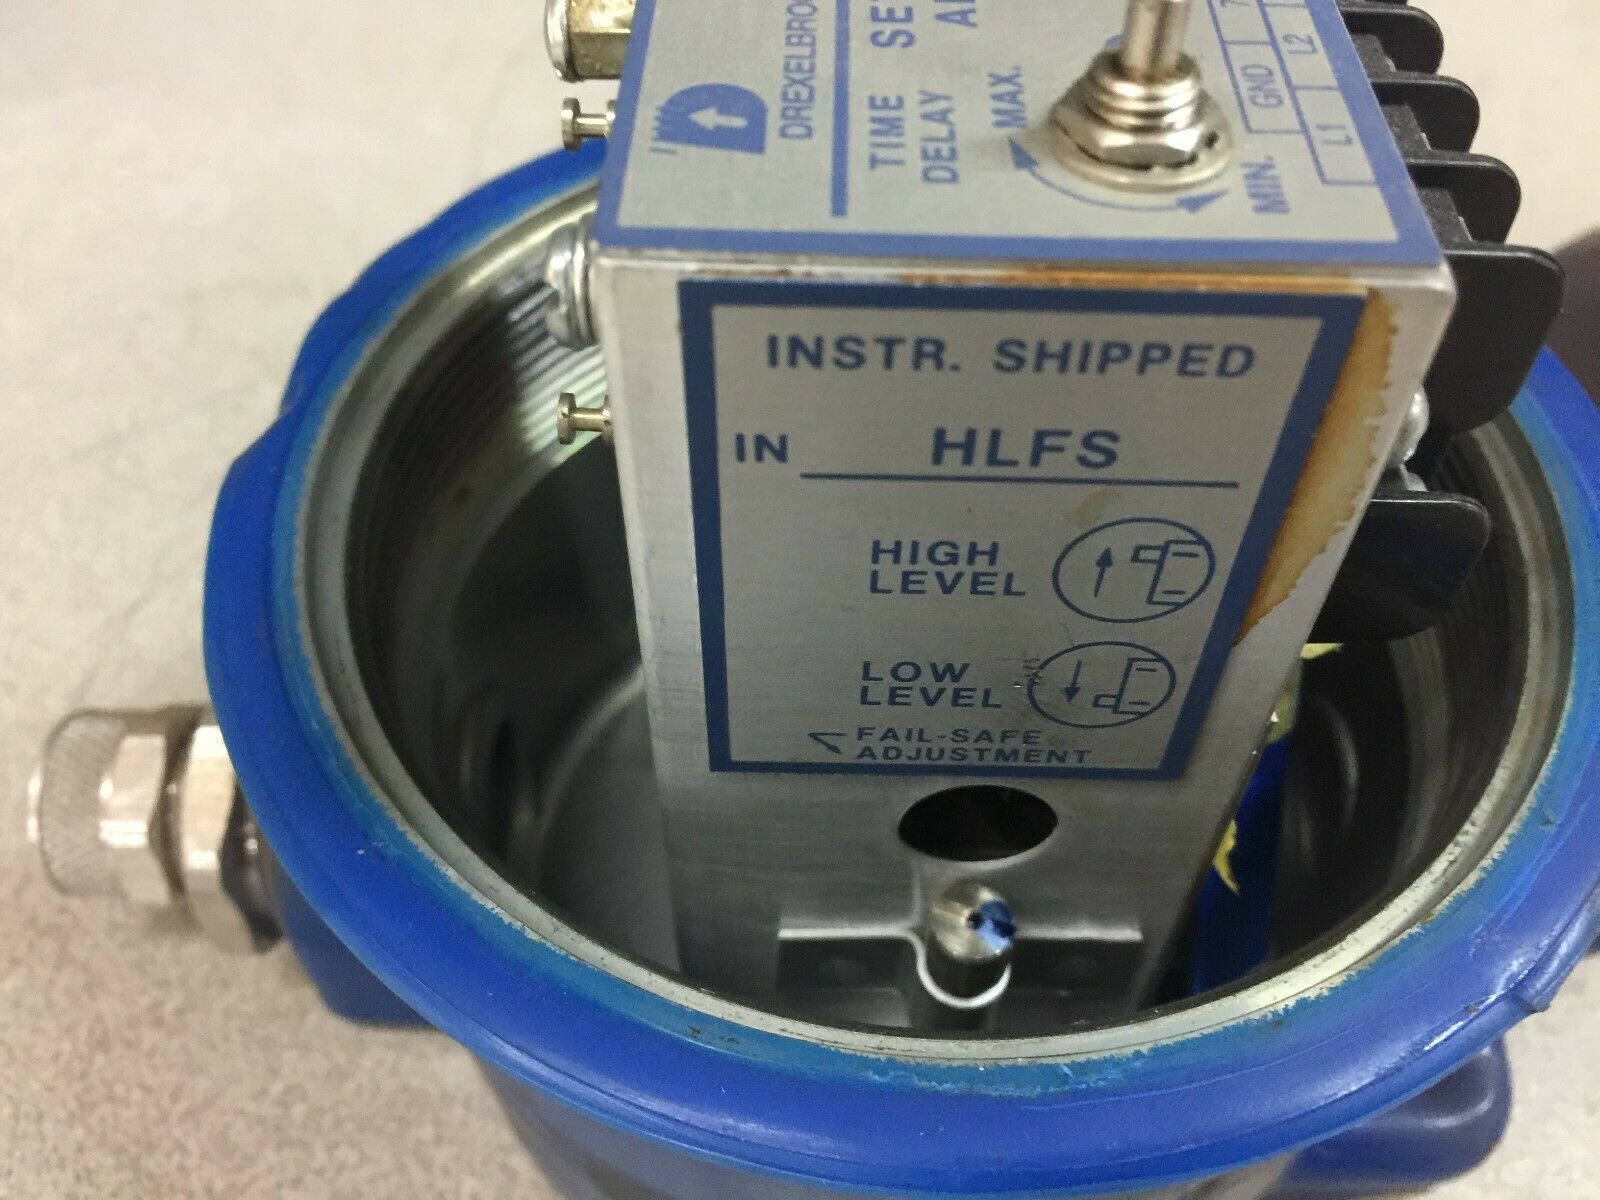 DREXELBRO
TIME SE
DELAY A
MAX.
MIN.
GND 7
L1 L2
INSTR. SHIPPED
IN HLFS
HIGH
LEVEL
LOW
LEVEL
FAIL-SAFE
ADJUSTMENT